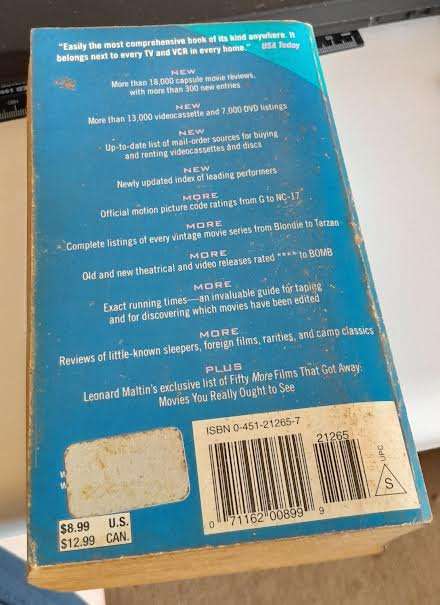 "Easily the most comprehensive book of its kind anywhere. It
belongs next to every TV and VCR in every home." USA Today
NEW
More than 18,000 capsule movie reviews,
with more than 300 new entries
NEW
More than 13,000 videocassette and 7,000 DVD listings
NEW
Up-to-date list of mail-order sources for buying
and renting videocassettes and discs
NEW
Newly updated index of leading performers
MORE
Official motion picture code ratings from G to NC-17
MORE
Complete listings of every vintage movie series from Blondie to Tarzan
MORE
Old and new theatrical and video releases rated **** to BOMB
MORE
Exact running times—an invaluable guide for taping
and for discovering which movies have been edited
MORE
Reviews of little-known sleepers, foreign films, rarities, and camp classics
PLUS
Leonard Maltin's exclusive list of Fifty More Films That Got Away:
Movies You Really Ought to See
ISBN 0-451-21265-7
21265
UPC
S
0 71162 00899 9
$8.99 U.S.
$12.99 CAN.